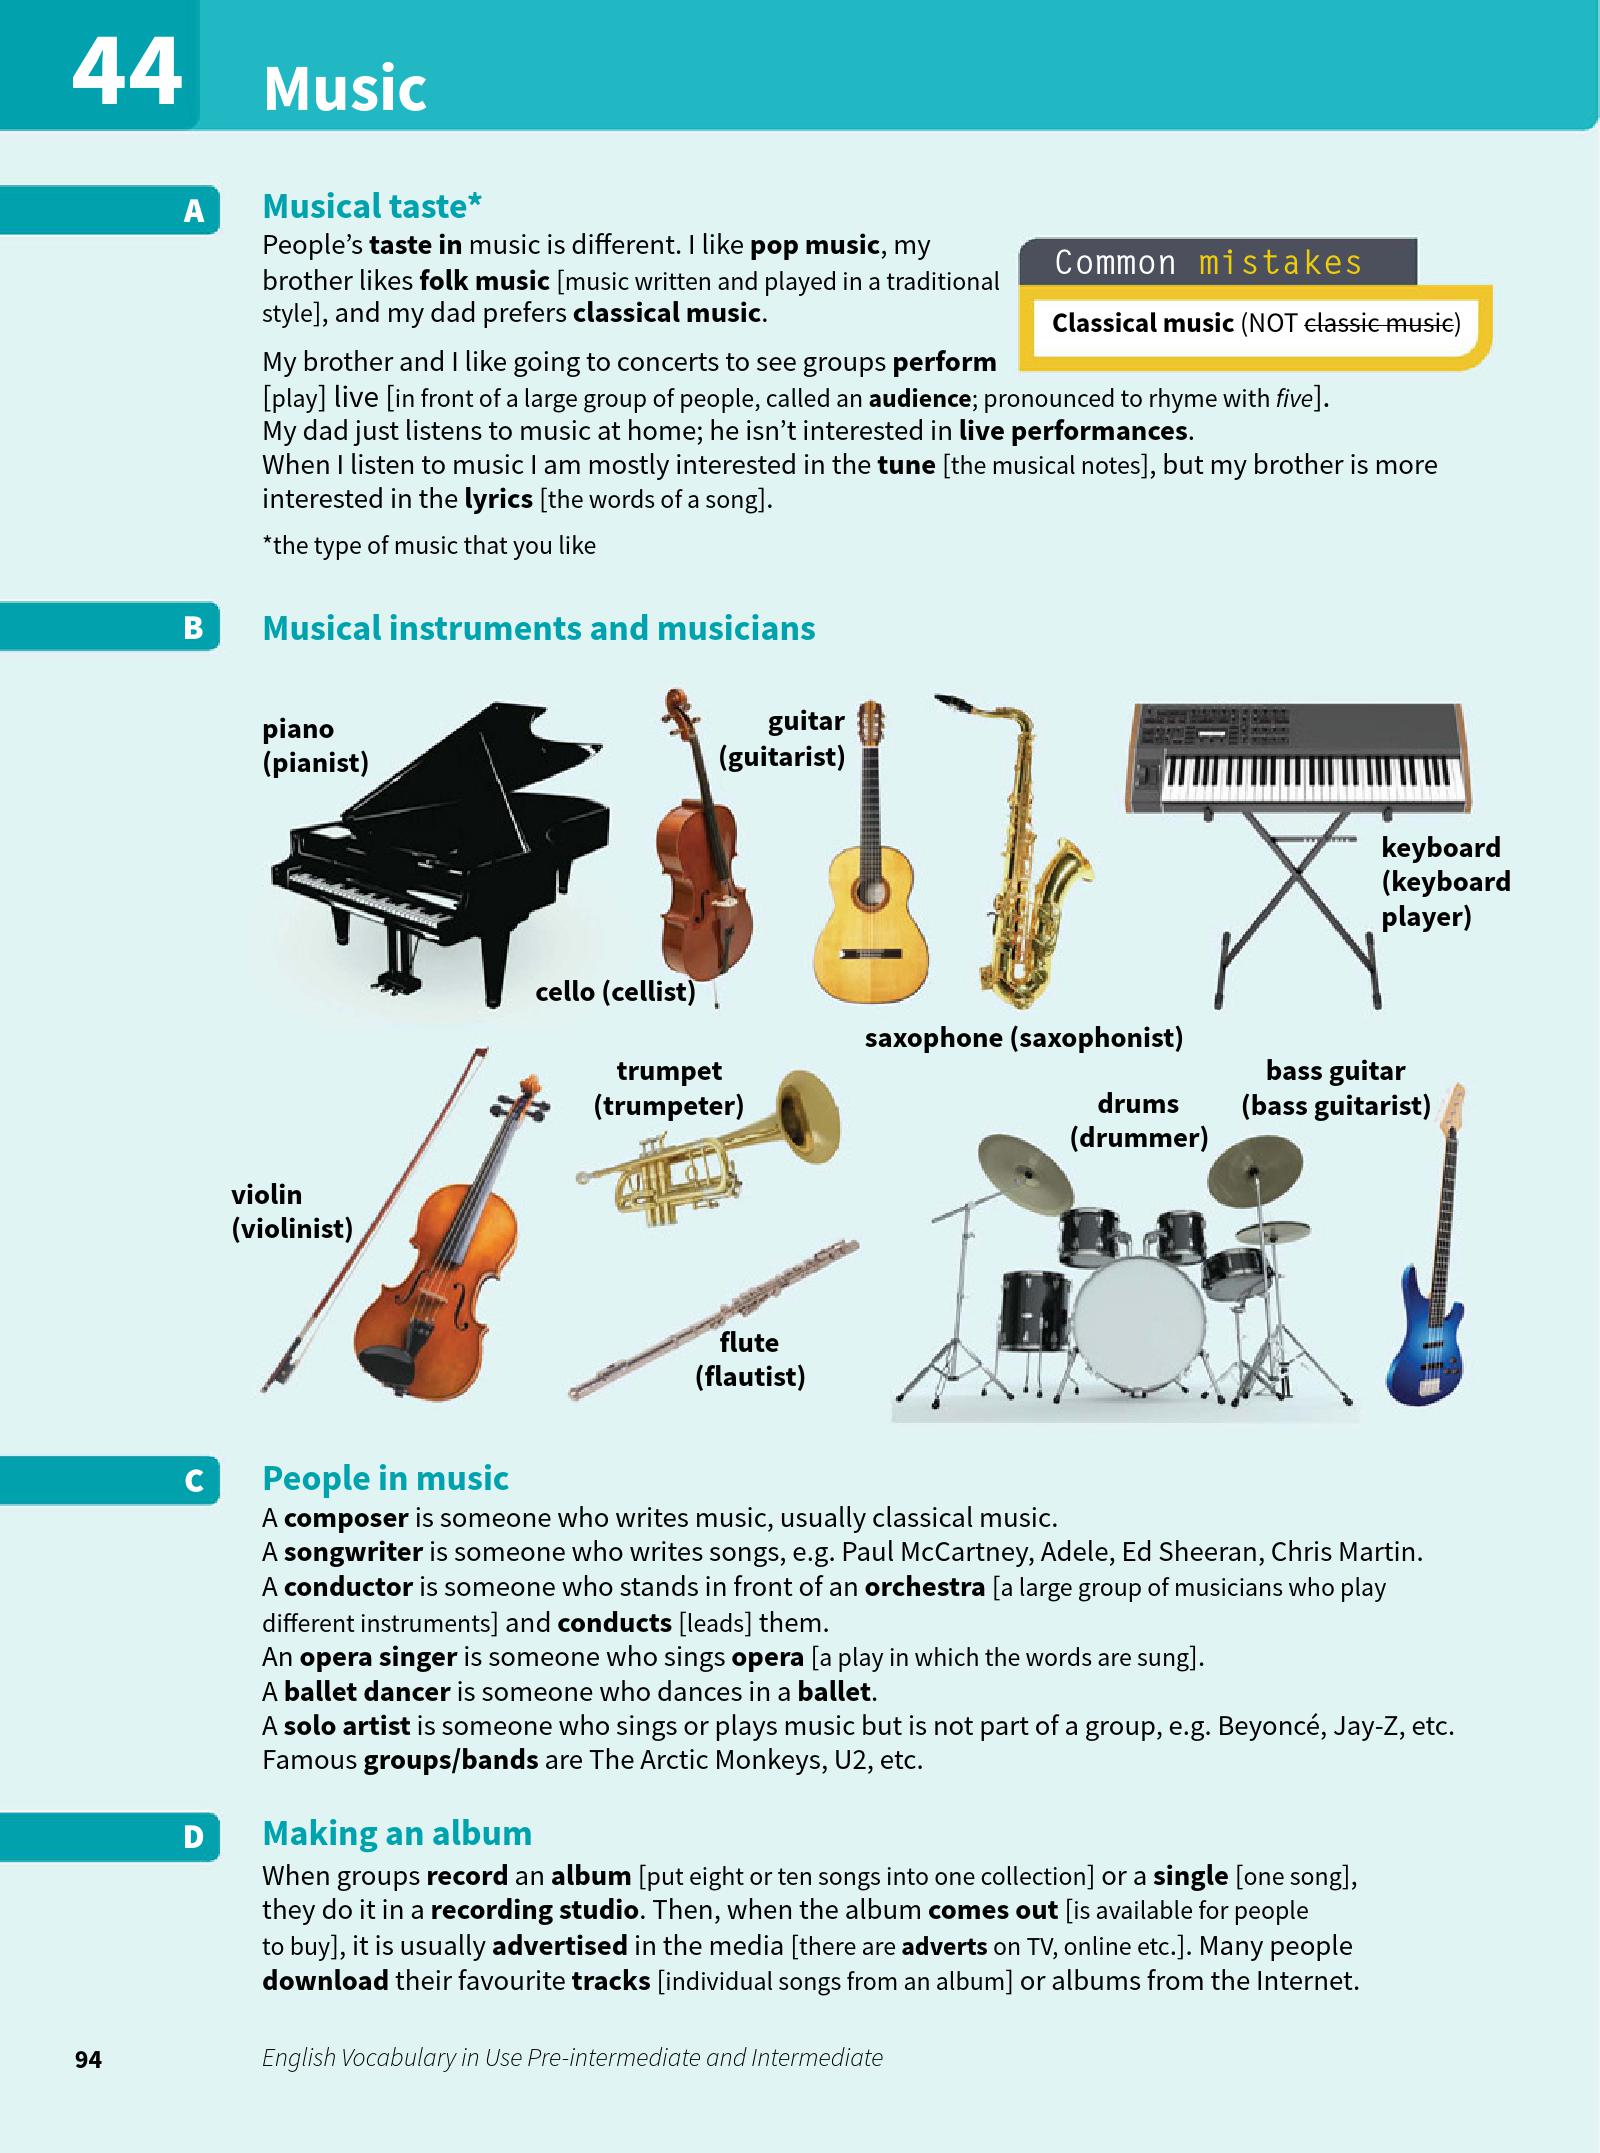 44
Music
A
Musical taste*
People's taste in music is different. I like pop music, my
brother likes folk music [music written and played in a traditional
style], and my dad prefers classical music.
Common mistakes
Classical music (NOT classic music)
My brother and I like going to concerts to see groups perform
[play] live [in front of a large group of people, called an audience; pronounced to rhyme with five].
My dad just listens to music at home; he isn't interested in live performances.
When I listen to music I am mostly interested in the tune [the musical notes], but my brother is more
interested in the lyrics [the words of a song].
*the type of music that you like
B
Musical instruments and musicians
piano
(pianist)
cello (cellist)
guitar
(guitarist)
saxophone (saxophonist)
keyboard
(keyboard
player)
violin
(violinist)
trumpet
(trumpeter)
flute
(flautist)
drums
(drummer)
bass guitar
(bass guitarist)
C
People in music
A composer is someone who writes music, usually classical music.
A songwriter is someone who writes songs, e.g. Paul McCartney, Adele, Ed Sheeran, Chris Martin.
A conductor is someone who stands in front of an orchestra [a large group of musicians who play
different instruments] and conducts [leads] them.
An opera singer is someone who sings opera [a play in which the words are sung].
A ballet dancer is someone who dances in a ballet.
A solo artist is someone who sings or plays music but is not part of a group, e.g. Beyoncé, Jay-Z, etc.
Famous groups/bands are The Arctic Monkeys, U2, etc.
D
Making an album
When groups record an album [put eight or ten songs into one collection] or a single [one song],
they do it in a recording studio. Then, when the album comes out [is available for people
to buy], it is usually advertised in the media [there are adverts on TV, online etc.]. Many people
download their favourite tracks [individual songs from an album] or albums from the Internet.
94
English Vocabulary in Use Pre-intermediate and Intermediate